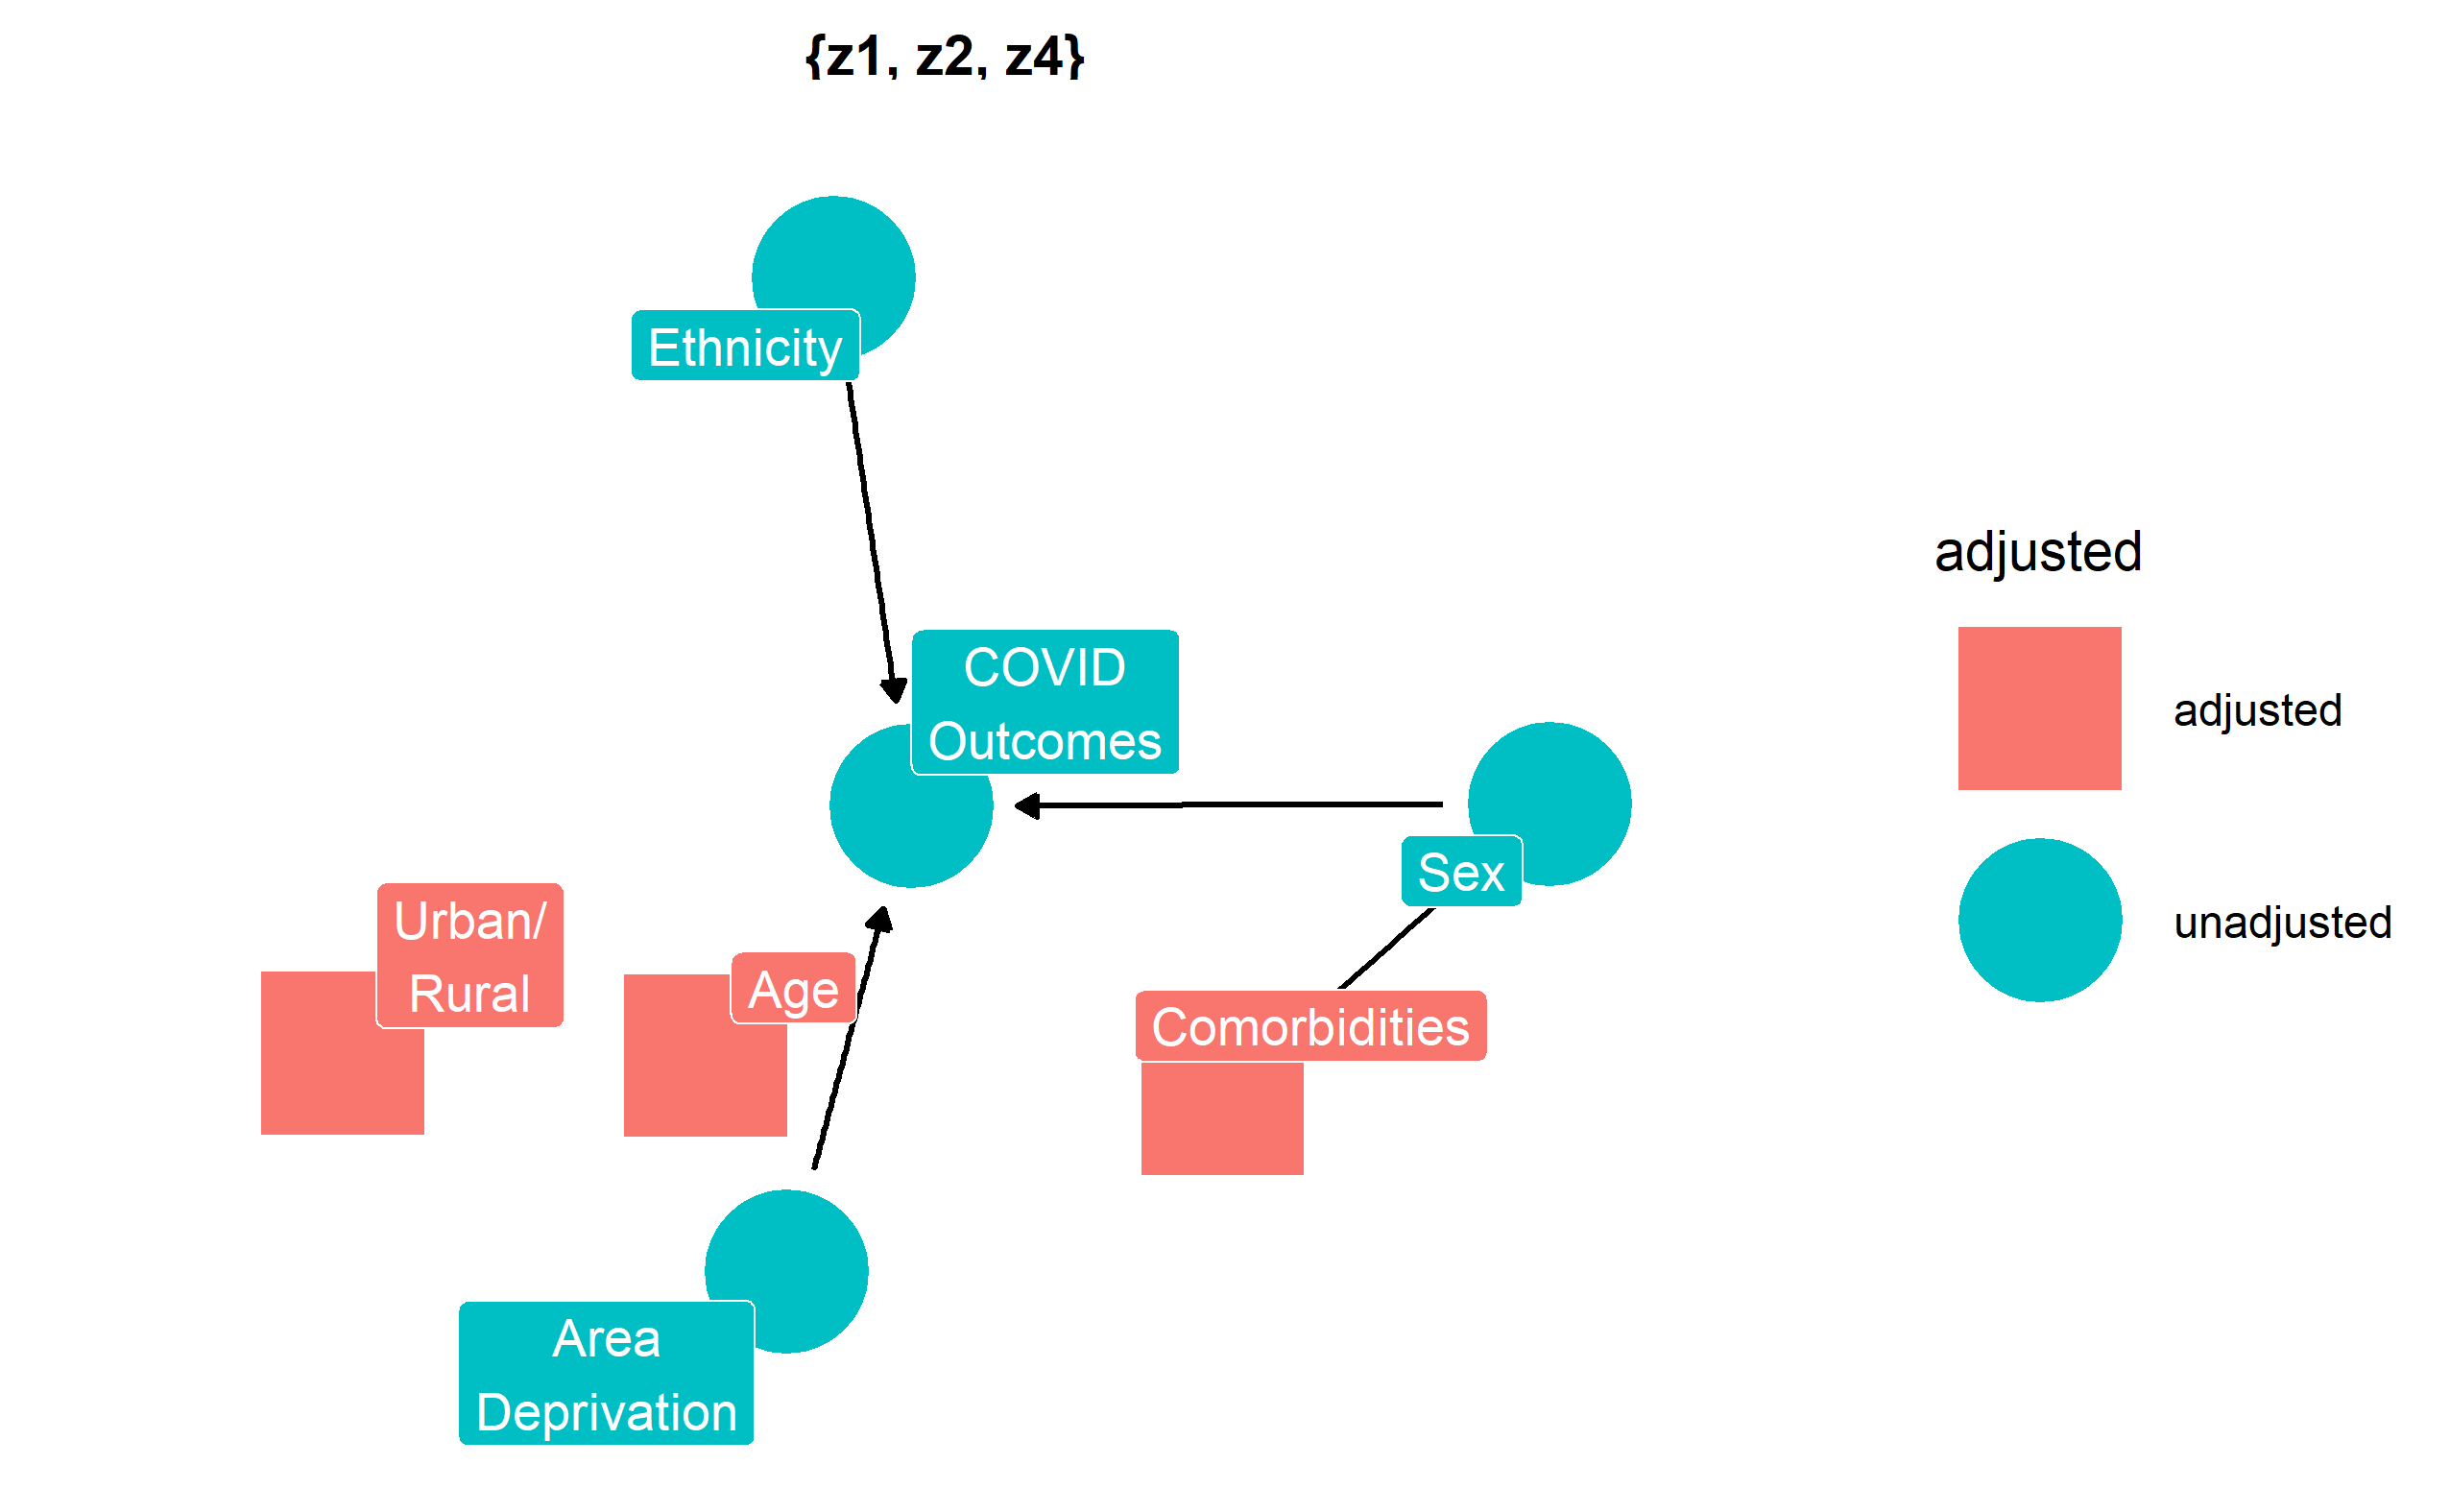 {z1, z2, z4}
Ethnicity
COVID
Outcomes
Sex
Urban/
Rural
Age
Comorbidities
Area
Deprivation
adjusted
adjusted
unadjusted